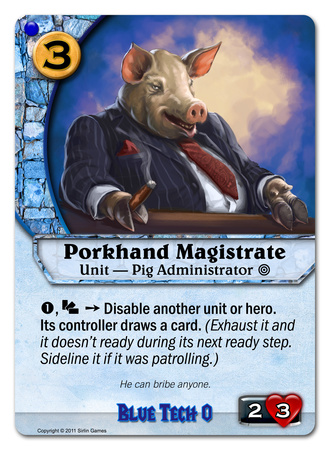 3
Porkhand Magistrate
Unit — Pig Administrator ◎
❶, → Disable another unit or hero.
Its controller draws a card. (Exhaust it and
it doesn't ready during its next ready step.
Sideline it if it was patrolling.)
He can bribe anyone.
Copyright © 2011 Sirlin Games
Blue Tech 0
2 3